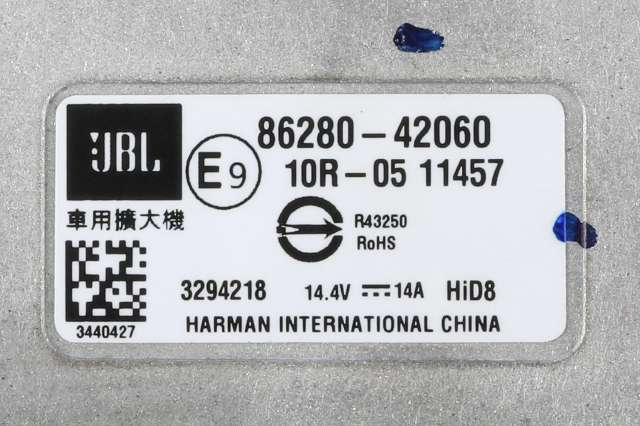 JBL
86280-42060
E9
10R-05 11457
車用擴大機
R43250
RoHS
3294218 14.4V 14A HiD8
3440427
HARMAN INTERNATIONAL CHINA